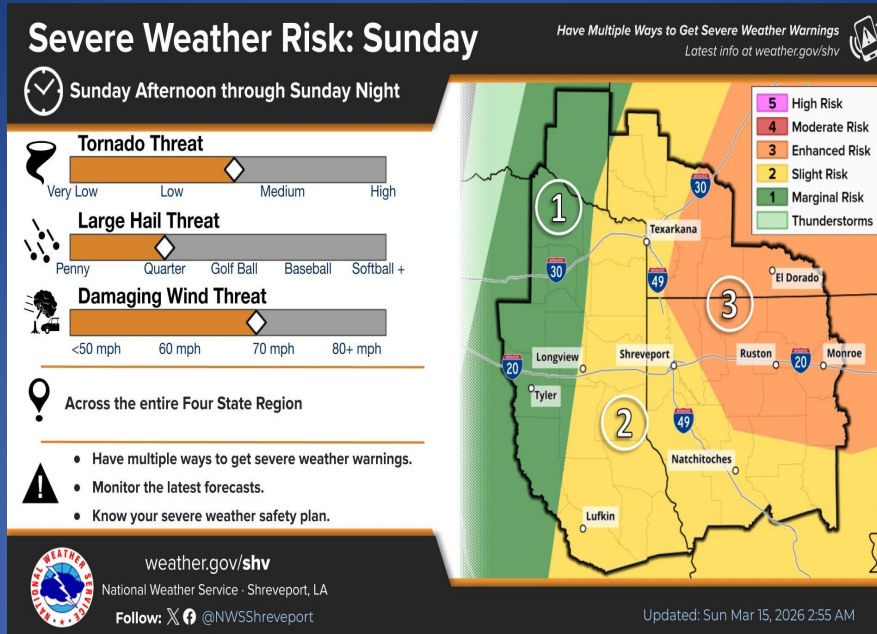 Severe Weather Risk: Sunday
Have Multiple Ways to Get Severe Weather Warnings
Latest info at weather.gov/shv
Sunday Afternoon through Sunday Night
Tornado Threat
Very Low Low Medium High
Large Hail Threat
Penny Quarter Golf Ball Baseball Softball +
Damaging Wind Threat
<50 mph 60 mph 70 mph 80+ mph
Across the entire Four State Region
• Have multiple ways to get severe weather warnings.
• Monitor the latest forecasts.
• Know your severe weather safety plan.
5 High Risk
4 Moderate Risk
3 Enhanced Risk
2 Slight Risk
1 Marginal Risk
Thunderstorms
30
1
Texarkana
30
49
El Dorado
3
Longview
Shreveport
Ruston
20
Monroe
20
Tyler
2
49
Natchitoches
Lufkin
NATIONAL WEATHER SERVICE
weather.gov/shv
National Weather Service · Shreveport, LA
Follow: @NWSShreveport
Updated: Sun Mar 15, 2026 2:55 AM